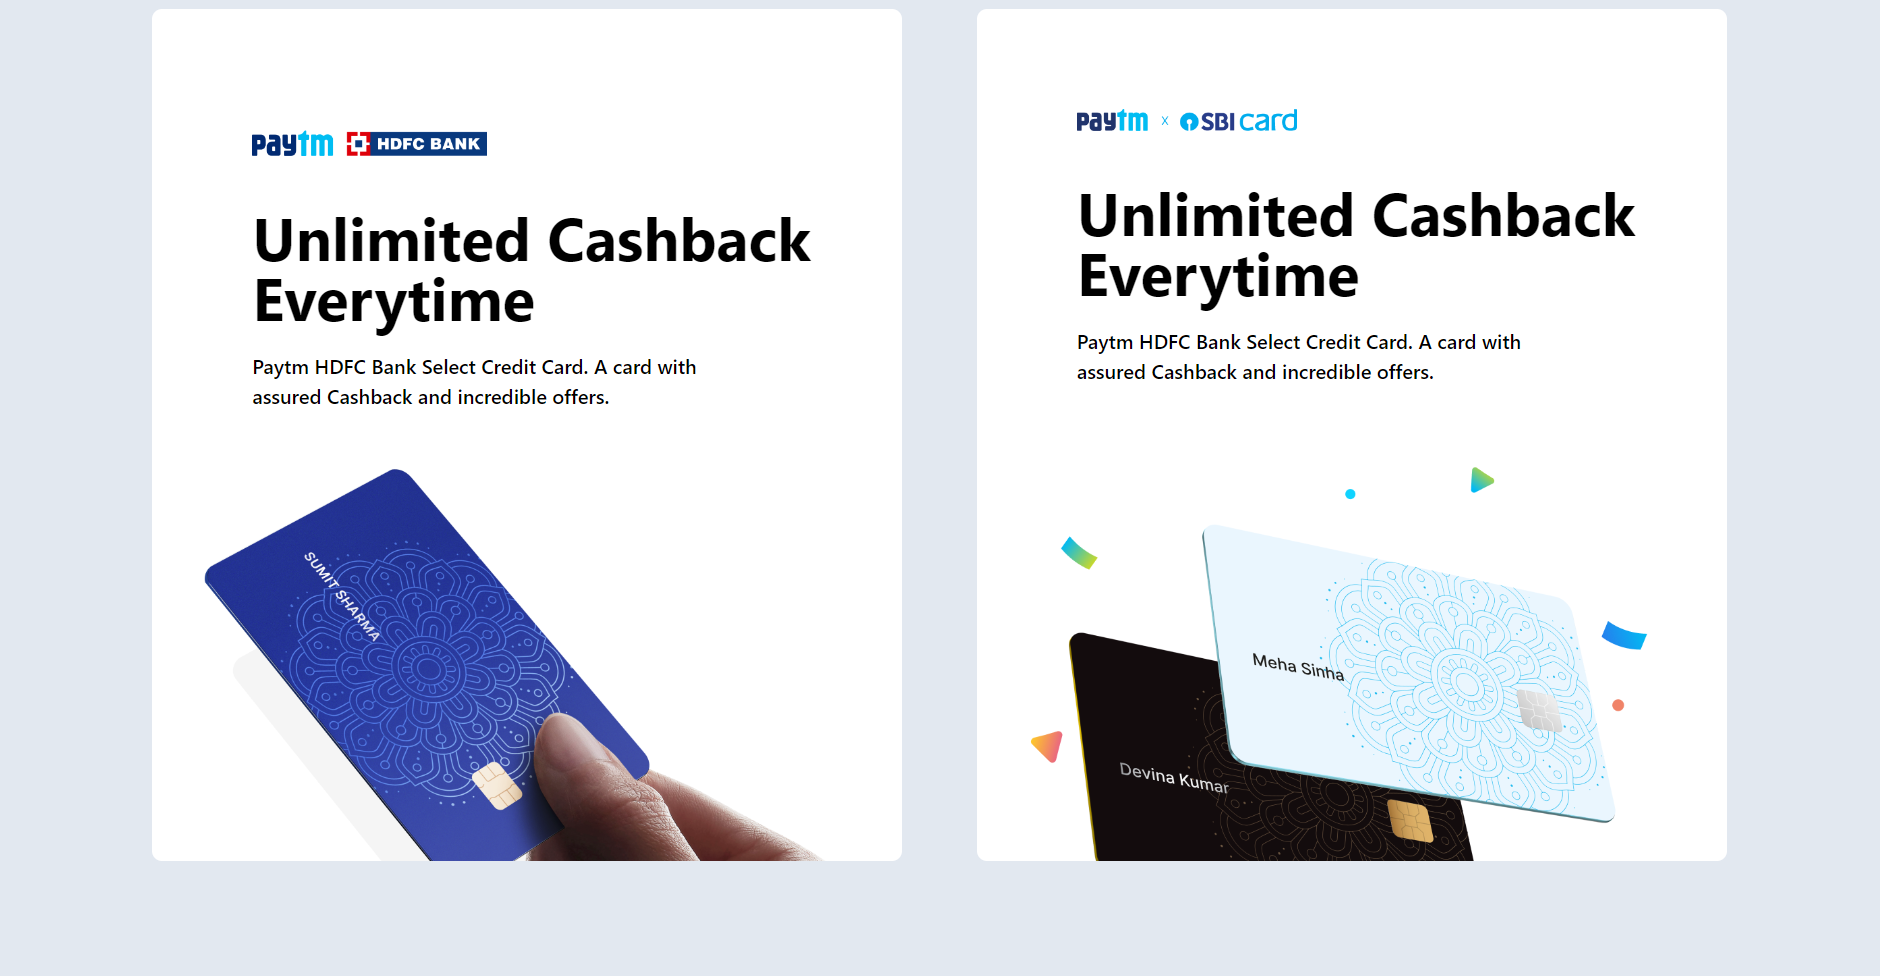 paytm HDFC BANK
Unlimited Cashback
Everytime
Paytm HDFC Bank Select Credit Card. A card with
assured Cashback and incredible offers.
SUMIT SHARMA
paytm x SBI card
Unlimited Cashback
Everytime
Paytm HDFC Bank Select Credit Card. A card with
assured Cashback and incredible offers.
Meha Sinha
Devina Kumar